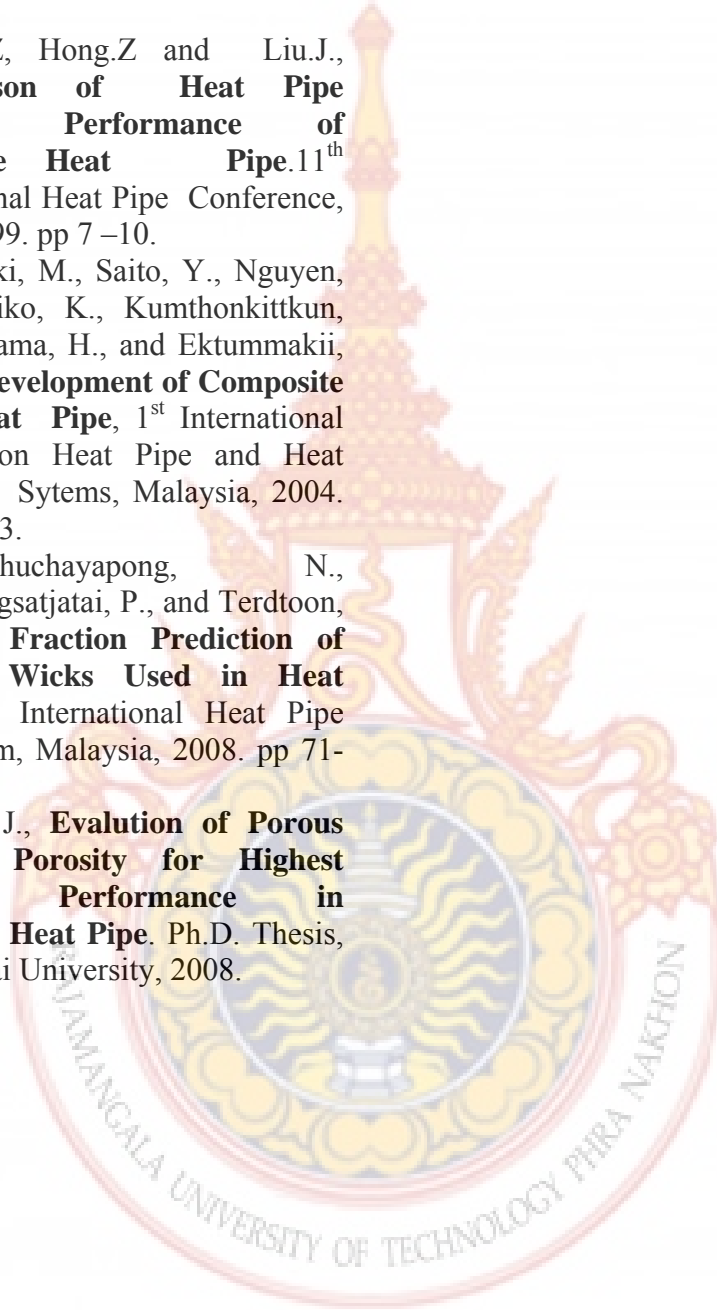 Z, Hong.Z and Liu.J.,
son of Heat Pipe
Performance of
e Heat Pipe.11th
nal Heat Pipe Conference,
99. pp 7 –10.
ki, M., Saito, Y., Nguyen,
iko, K., Kumthonkittkun,
ama, H., and Ektummakii,
Development of Composite
at Pipe, 1st International
on Heat Pipe and Heat
Sytems, Malaysia, 2004.
3.
huchayapong, N.,
gsatjatai, P., and Terdtoon,
Fraction Prediction of
Wicks Used in Heat
International Heat Pipe
m, Malaysia, 2008. pp 71-
J., Evalution of Porous
Porosity for Highest
Performance in
Heat Pipe. Ph.D. Thesis,
ai University, 2008.
RAJAMANGALA UNIVERSITY OF TECHNOLOGY PHRA NAKHON